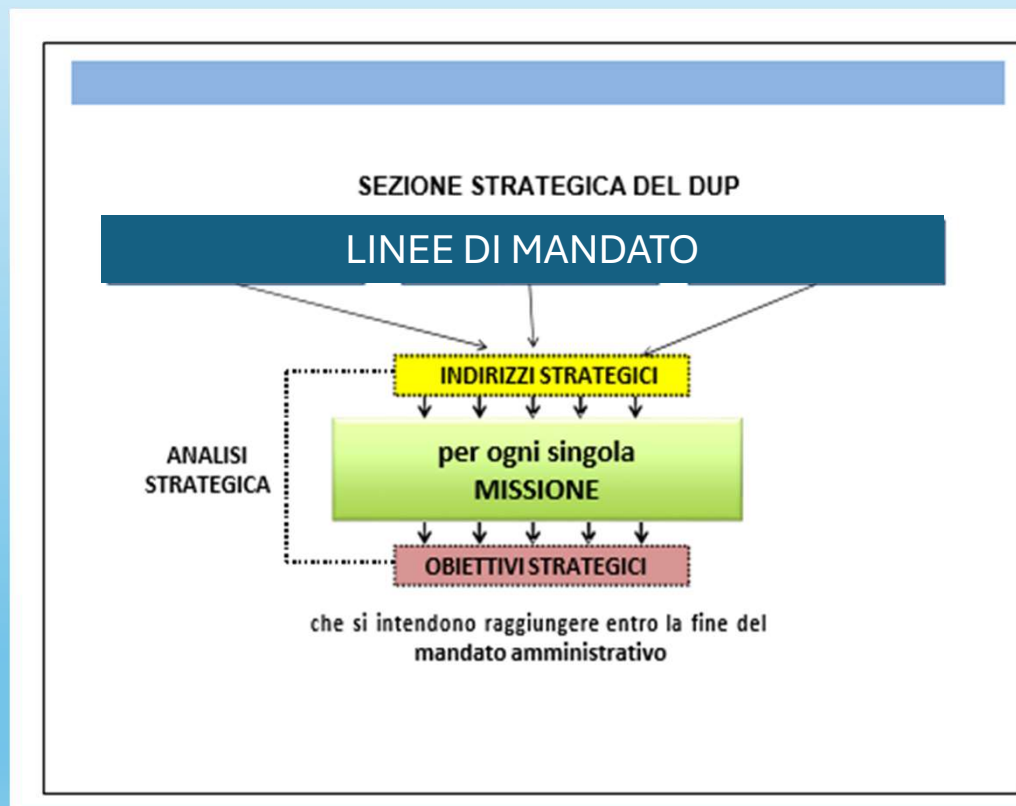 SEZIONE STRATEGICA DEL DUP
LINEE DI MANDATO
INDIRIZZI STRATEGICI
ANALISI
STRATEGICA
per ogni singola
MISSIONE
OBIETTIVI STRATEGICI
che si intendono raggiungere entro la fine del
mandato amministrativo